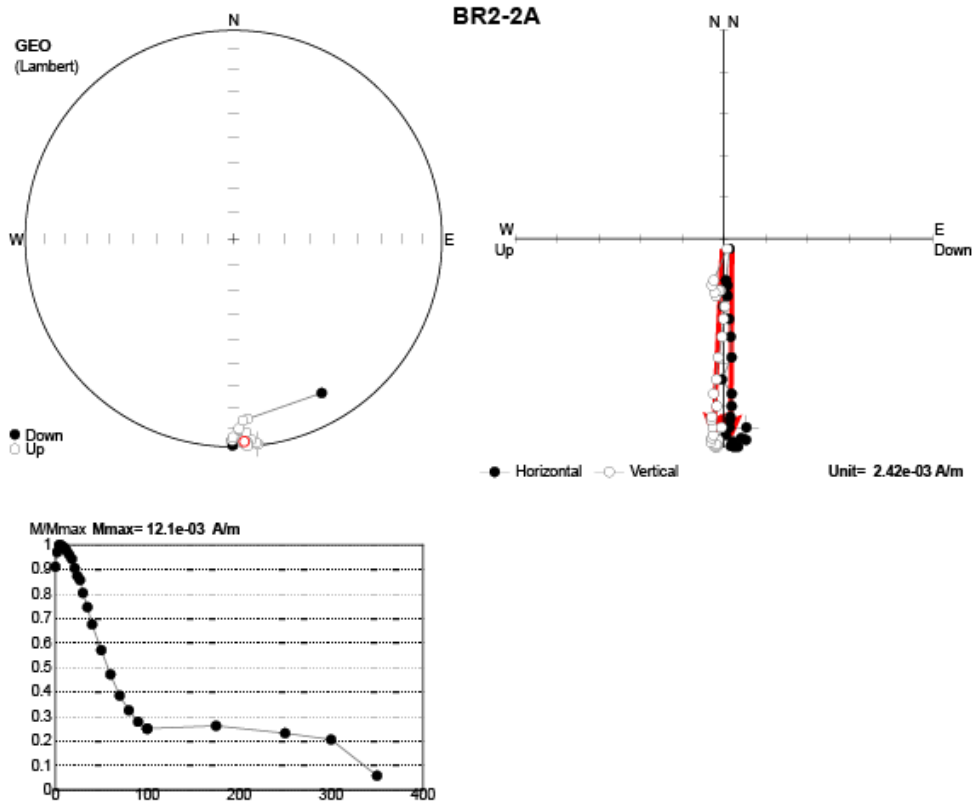 BR2-2A
GEO
(Lambert)
N
W
E
Down
Up
N N
W
Up
E
Down
Horizontal
Vertical
Unit= 2.42e-03 A/m
M/Mmax Mmax= 12.1e-03 A/m
1
0.9
0.8
0.7
0.6
0.5
0.4
0.3
0.2
0.1
0
0 100 200 300 400